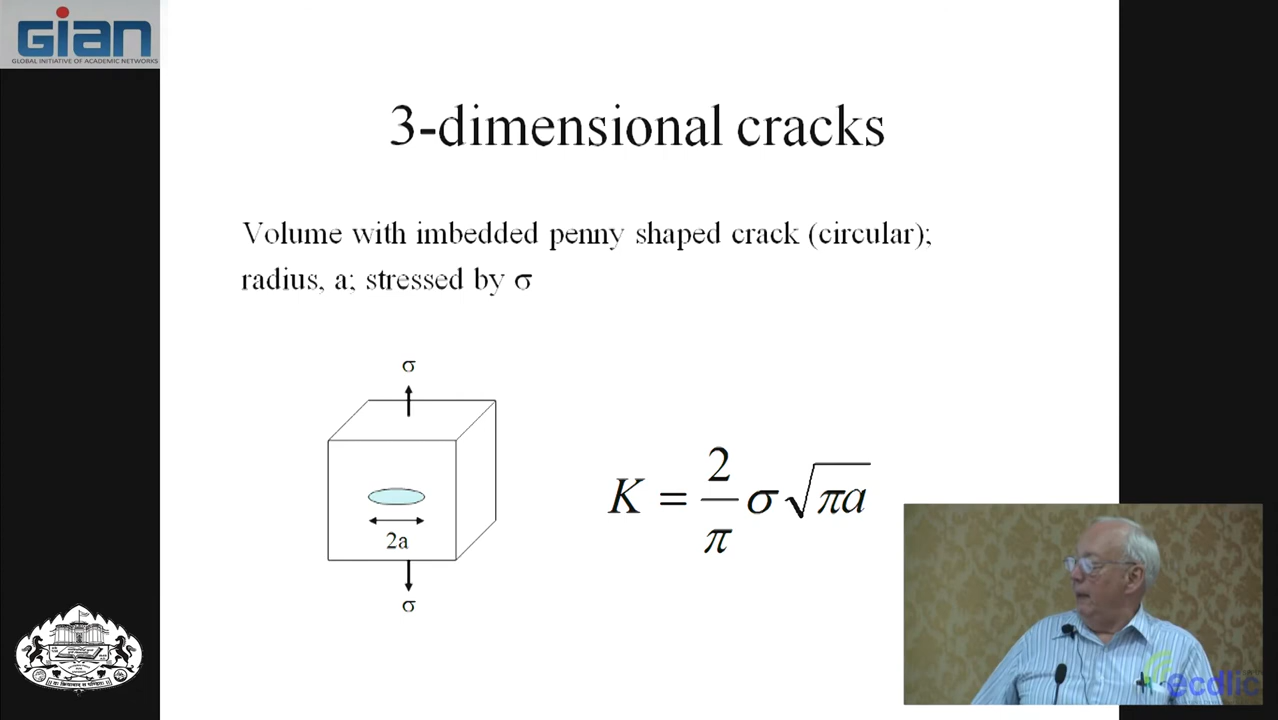 Gian
GLOBAL INITIATIVE OF ACADEMIC NETWORKS
3-dimensional cracks
Volume with imbedded penny shaped crack (circular);
radius, a; stressed by σ
σ
2a
σ
K = 2/π σ√πa
ecdlic